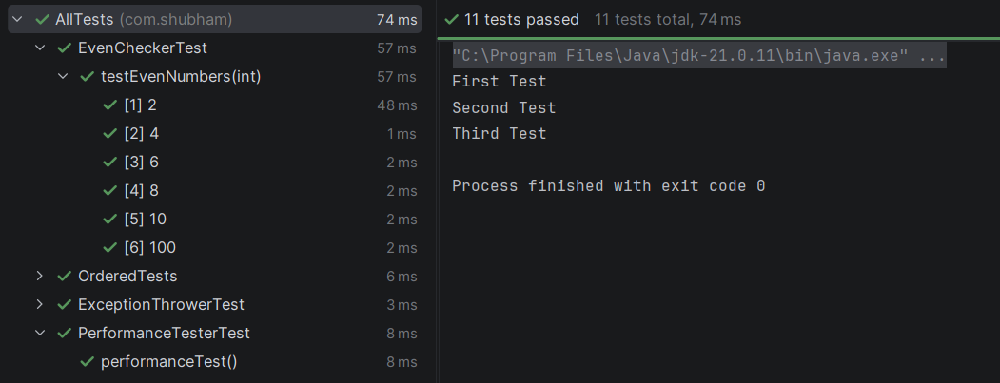 AllTests (com.shubham) 74 ms
EvenCheckerTest 57 ms
testEvenNumbers(int) 57 ms
[1] 2 48 ms
[2] 4 1 ms
[3] 6 2 ms
[4] 8 2 ms
[5] 10 2 ms
[6] 100 2 ms
OrderedTests 6 ms
ExceptionThrowerTest 3 ms
PerformanceTesterTest 8 ms
performanceTest() 8 ms
11 tests passed 11 tests total, 74 ms
"C:\Program Files\Java\jdk-21.0.11\bin\java.exe" ...
First Test
Second Test
Third Test
Process finished with exit code 0